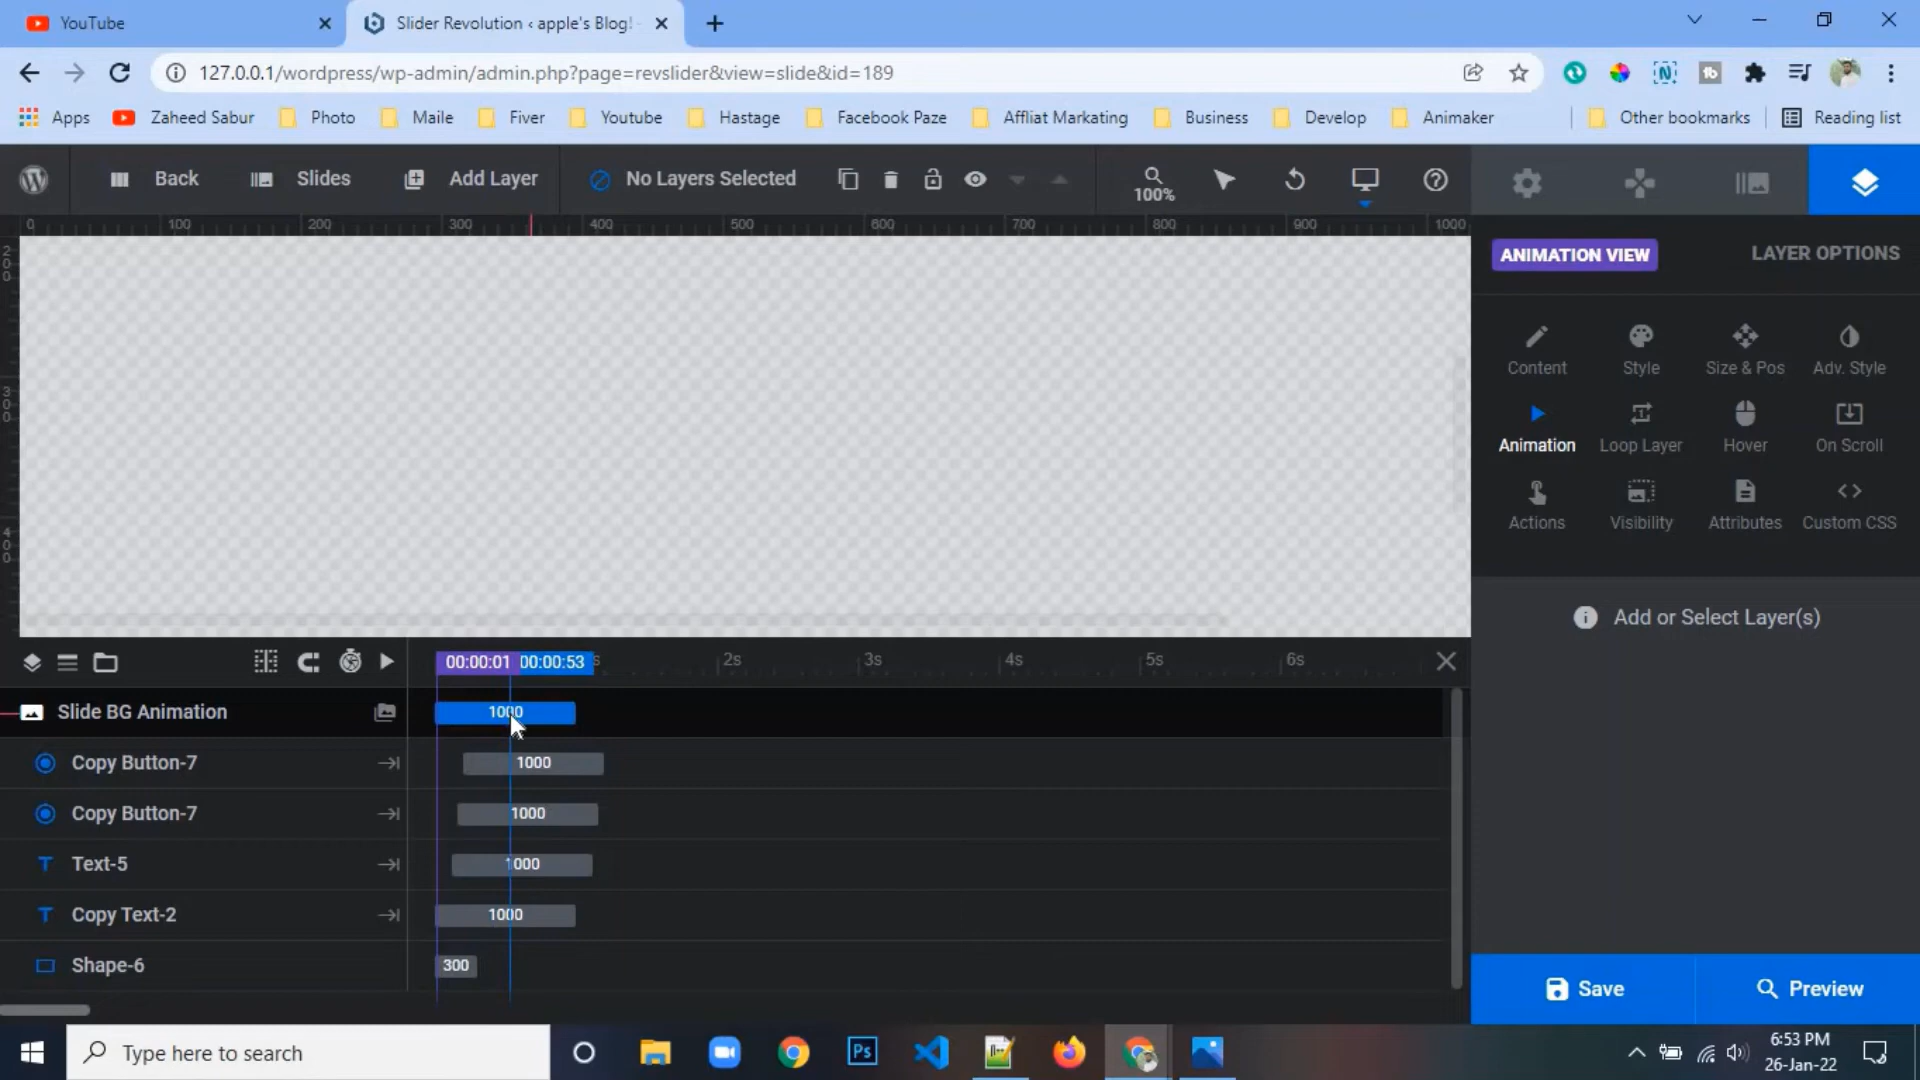 YouTube
Slider Revolution ‹ apple's Blog! -
127.0.0.1/wordpress/wp-admin/admin.php?page=revslider&view=slide&id=189
Apps
Zaheed Sabur
Photo
Maile
Fiver
Youtube
Hastage
Facebook Paze
Affliat Marketing
Business
Develop
Animaker
Other bookmarks
Reading list
Back
Slides
Add Layer
No Layers Selected
100%
0 100 200 300 400 500 600 700 800 900 1000
200
300
400
ANIMATION VIEW
LAYER OPTIONS
Content
Style
Size & Pos
Adv. Style
Animation
Loop Layer
Hover
On Scroll
Actions
Visibility
Attributes
Custom CSS
Add or Select Layer(s)
00:00:01 00:00:53 s 2s 3s 4s 5s 6s
Slide BG Animation 1000
Copy Button-7 1000
Copy Button-7 1000
Text-5 1000
Copy Text-2 1000
Shape-6 300
Save
Preview
Type here to search
Ps
6:53 PM
26-Jan-22